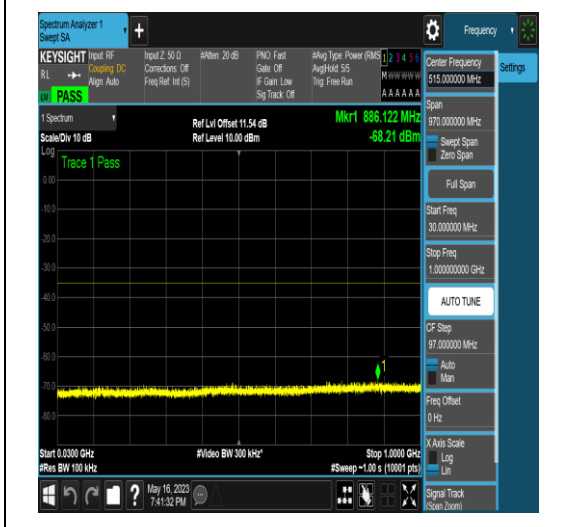 Spectrum Analyzer 1
Swept SA
+
Frequency
KEYSIGHT
RL
PASS
Input: RF
Coupling: DC
Align: Auto
Input Z: 50 Ω
Corrections: Off
Freq Ref: Int (S)
#Atten: 20 dB
PNO: Fast
Gate: Off
IF Gain: Low
Sig Track: Off
#Avg Type: Power (RMS
Avg|Hold: 5/5
Trig: Free Run
1 2 3 4 5 6
M W W W W W
A A A A A A
1 Spectrum
Scale/Div 10 dB
Ref Lvl Offset 11.54 dB
Ref Level 10.00 dBm
Mkr1 886.122 MHz
-68.21 dBm
Log
Trace 1 Pass
0.00
-10.0
-20.0
-30.0
-40.0
-50.0
-60.0
-70.0
-80.0
1
Start 0.0300 GHz
#Res BW 100 kHz
#Video BW 300 kHz*
Stop 1.0000 GHz
#Sweep ~1.00 s (10001 pts)
?
May 16, 2023
7:41:32 PM
Center Frequency
515.000000 MHz
Settings
Span
970.000000 MHz
Swept Span
Zero Span
Full Span
Start Freq
30.000000 MHz
Stop Freq
1.000000000 GHz
AUTO TUNE
CF Step
97.000000 MHz
Auto
Man
Freq Offset
0 Hz
X Axis Scale
Log
Lin
Signal Track
(Span Zoom)